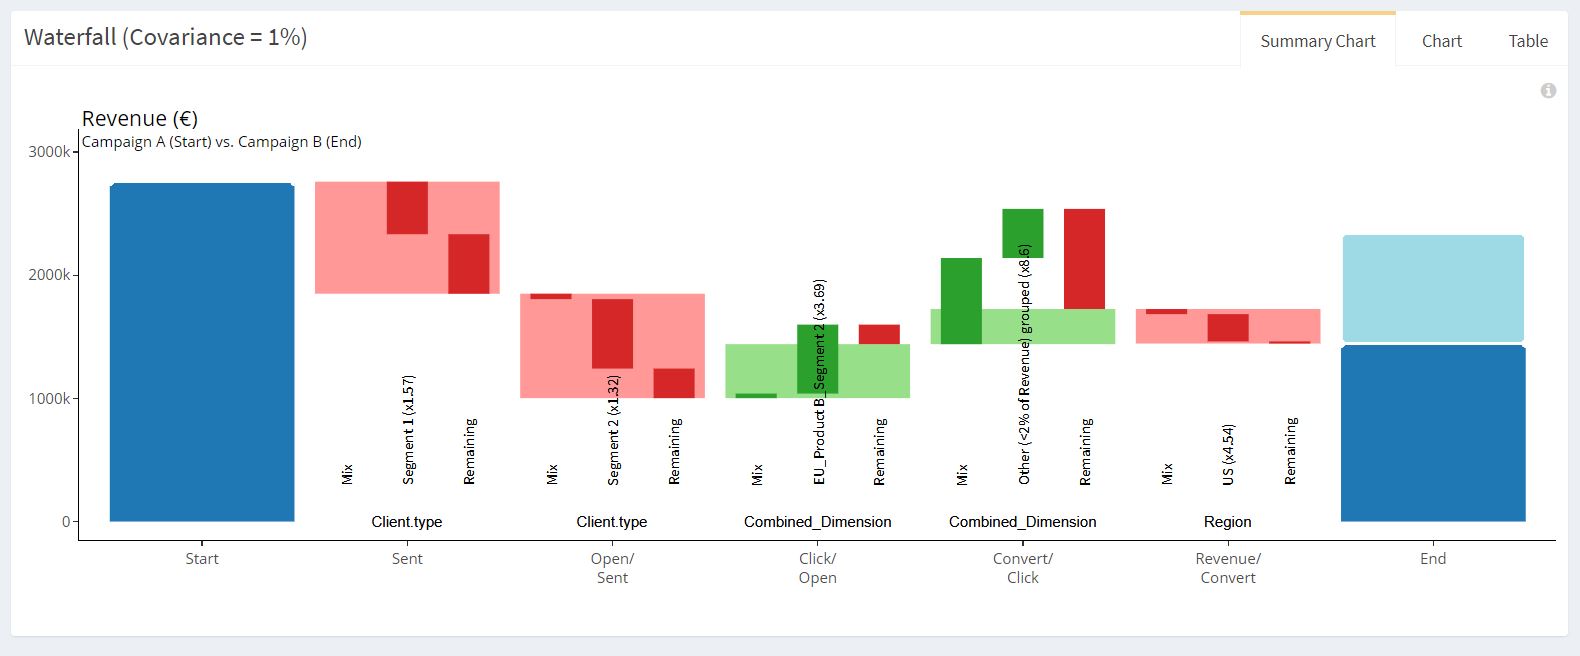 Waterfall (Covariance = 1%)
Summary Chart
Chart
Table
Revenue (€)
Campaign A (Start) vs. Campaign B (End)
3000k
2000k
1000k
0
Mix
Segment 1 (x1.57)
Remaining
Mix
Segment 2 (x1.32)
Remaining
Mix
EU_Product B_Segment 2 (x3.69)
Remaining
Mix
Other (<2% of Revenue) grouped (x8.6)
Remaining
Mix
US (x4.54)
Remaining
Client.type
Client.type
Combined_Dimension
Combined_Dimension
Region
Start
Sent
Open/
Sent
Click/
Open
Convert/
Click
Revenue/
Convert
End